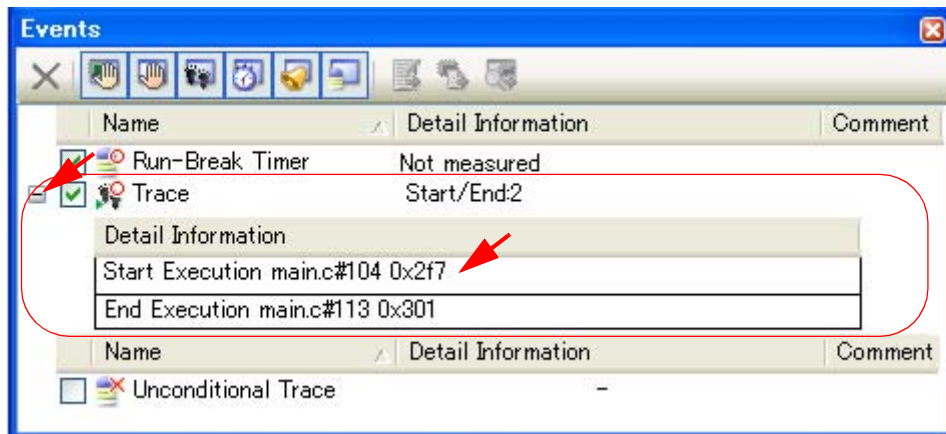 Events
Name Detail Information Comment
Run-Break Timer Not measured
Trace Start/End:2
Detail Information
Start Execution main.c#104 0x2f7
End Execution main.c#113 0x301
Name Detail Information Comment
Unconditional Trace -